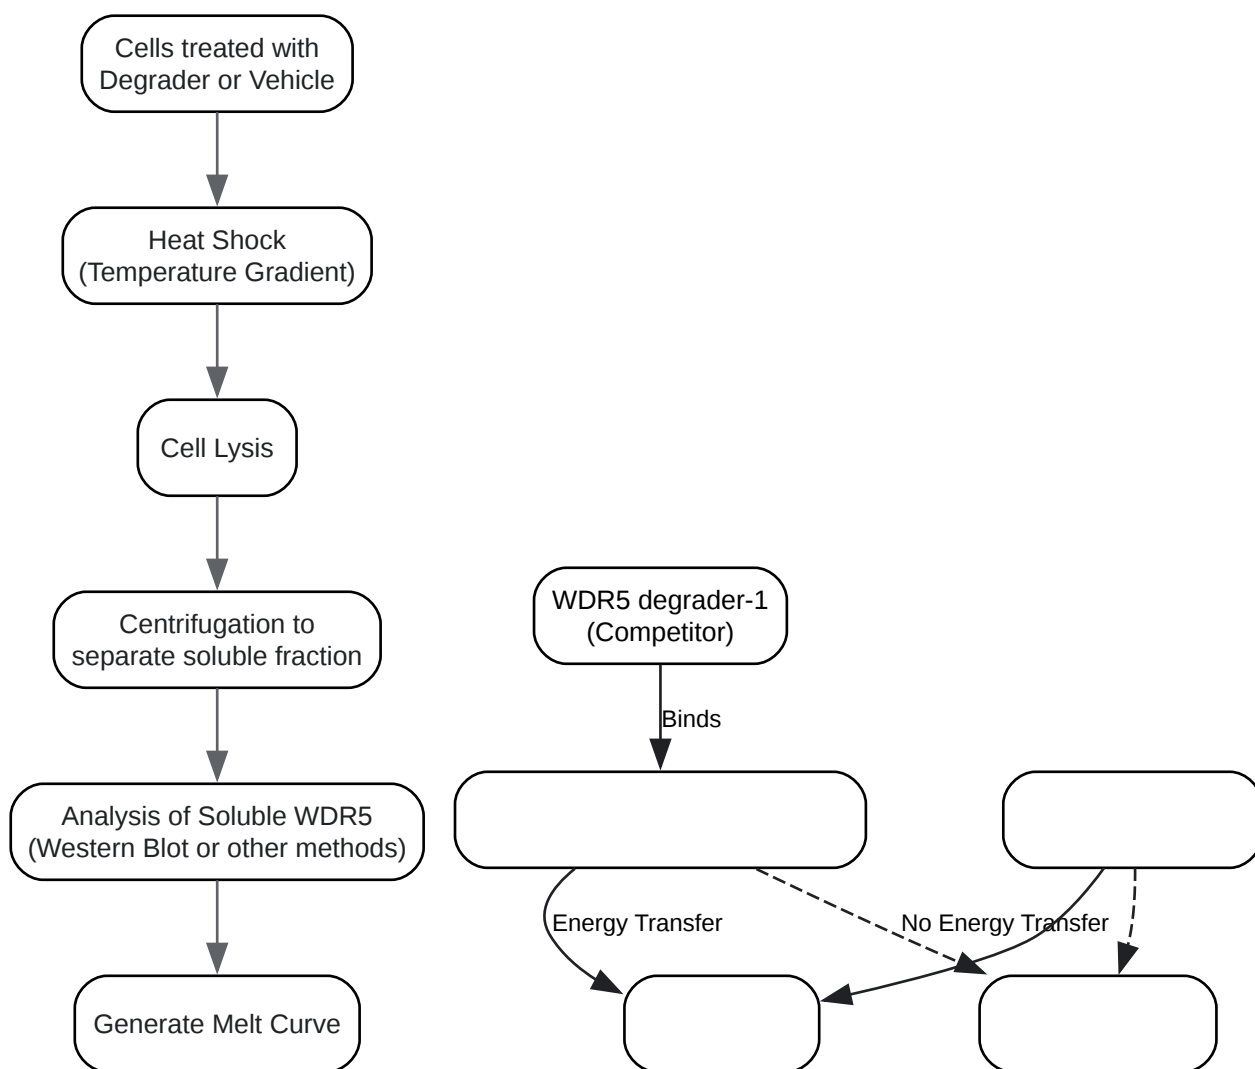 Cells treated with
Degrader or Vehicle
Heat Shock
(Temperature Gradient)
Cell Lysis
Centrifugation to
separate soluble fraction
Analysis of Soluble WDR5
(Western Blot or other methods)
Generate Melt Curve
WDR5 degrader-1
(Competitor)
Binds
Energy Transfer
No Energy Transfer